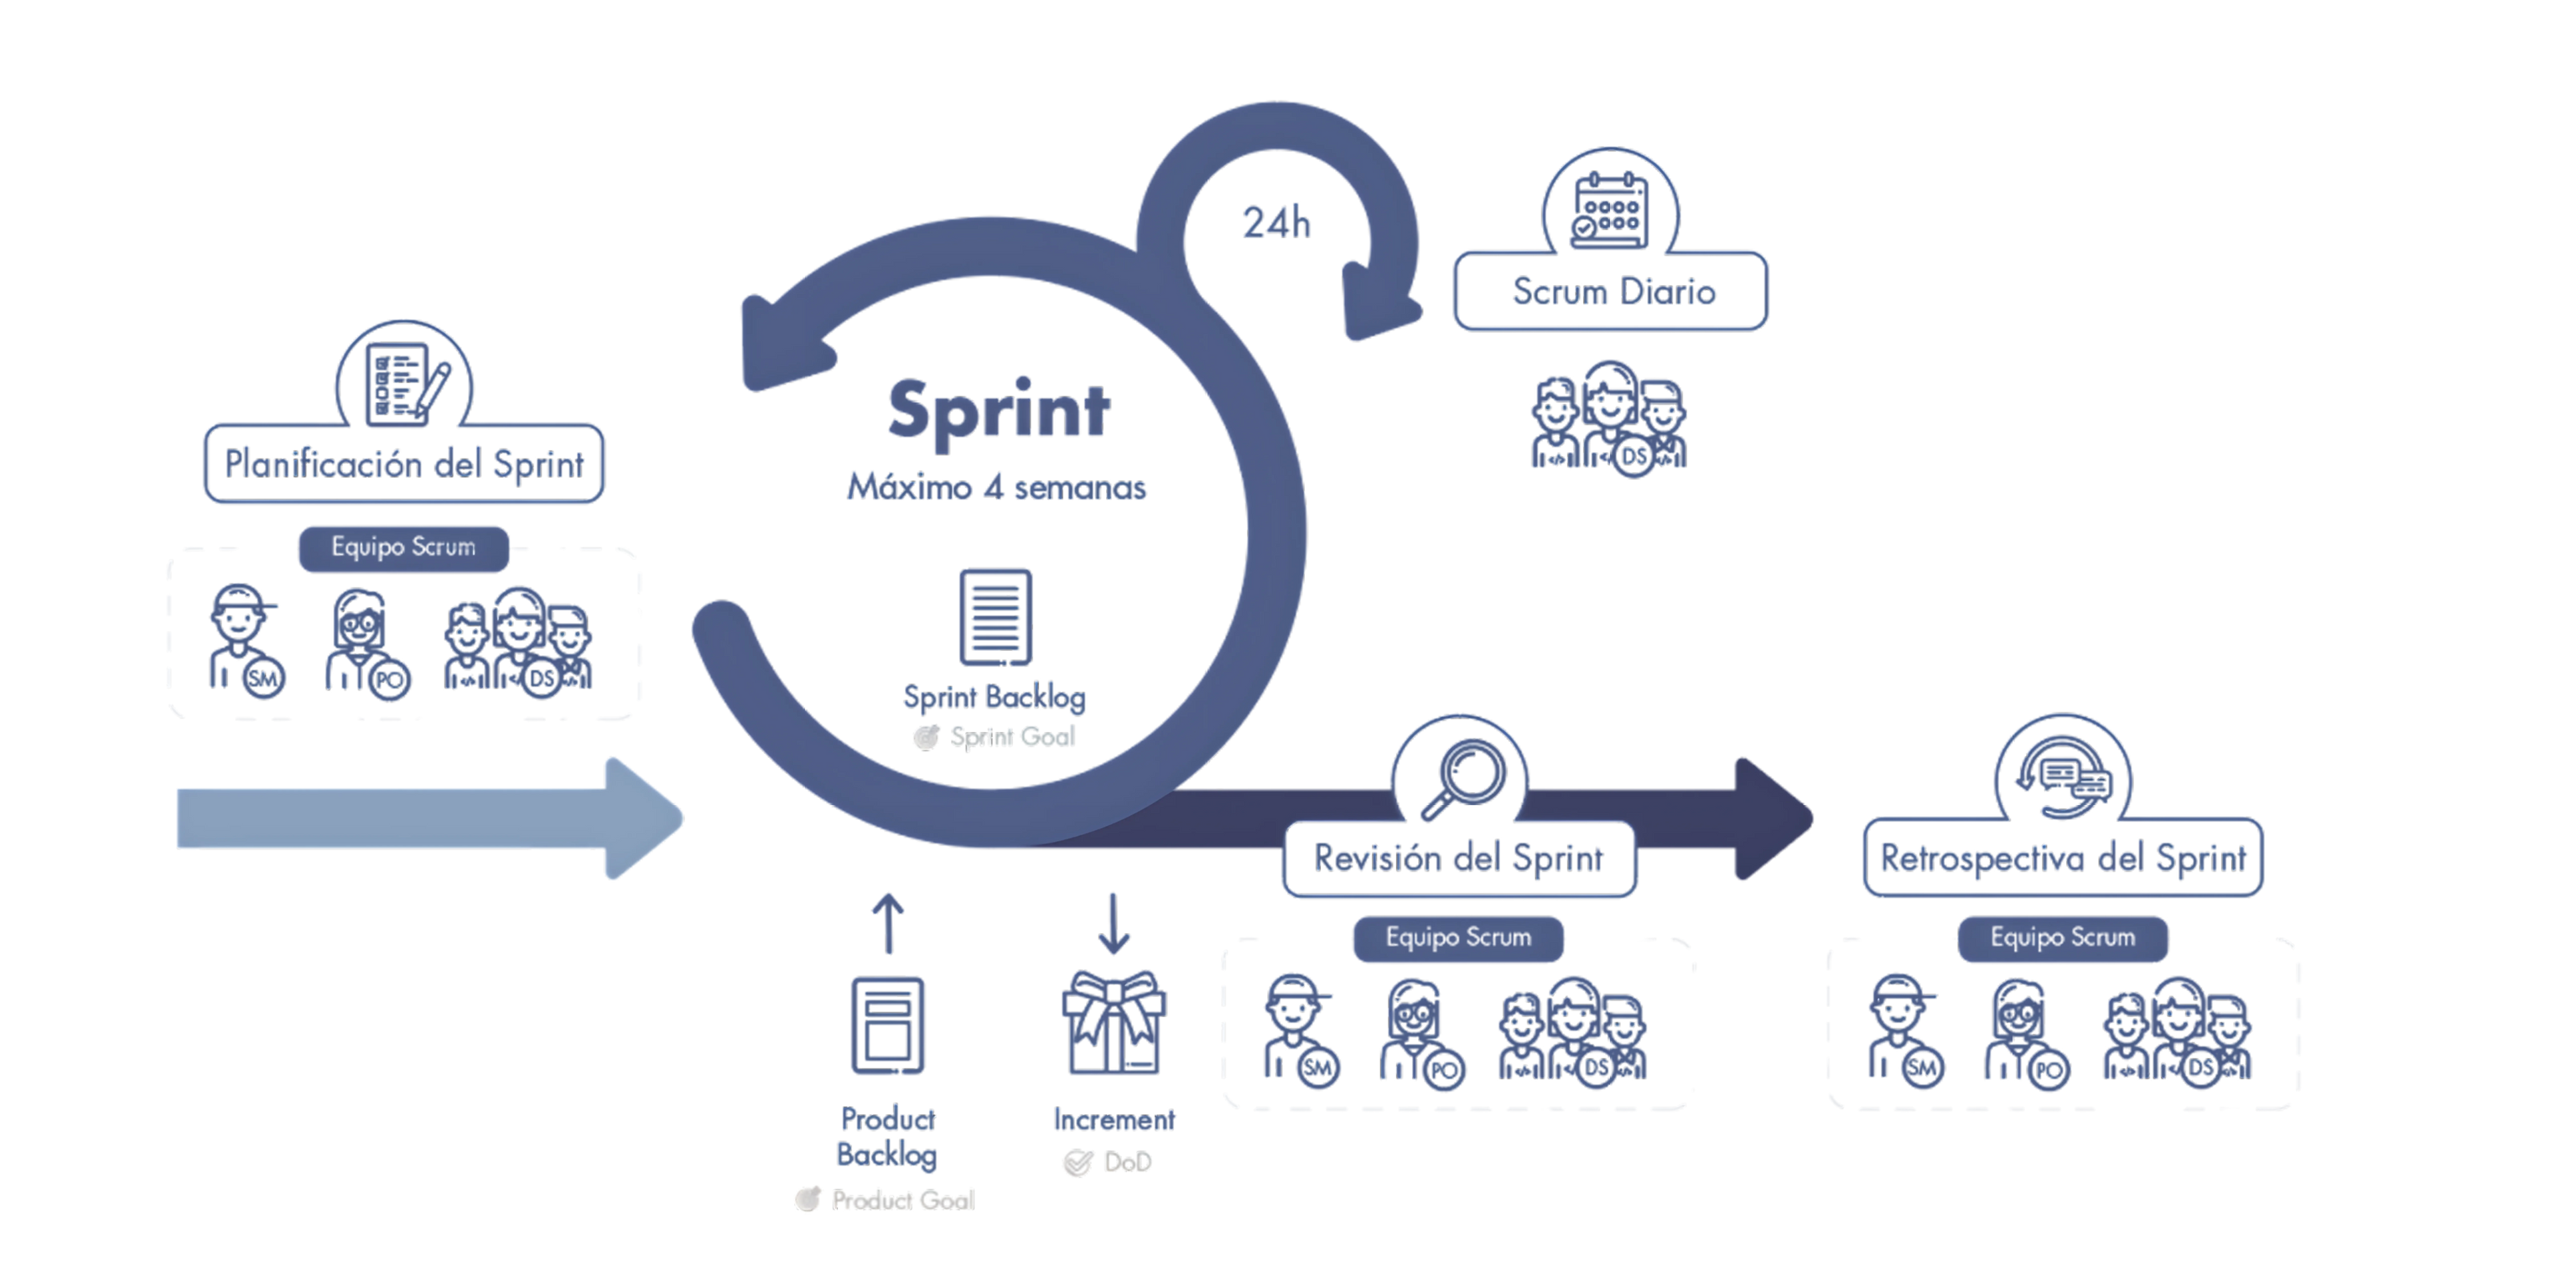 24h
Scrum Diario
</>
</
DS
</>
Sprint
Máximo 4 semanas
Planificación del Sprint
Equipo Scrum
SM
PO
</>
</
DS
</>
Sprint Backlog
Sprint Goal
Revisión del Sprint
Equipo Scrum
SM
PO
</>
</
DS
</>
Retrospectiva del Sprint
Equipo Scrum
SM
PO
</>
</
DS
</>
Product
Backlog
Product Goal
Increment
DoD